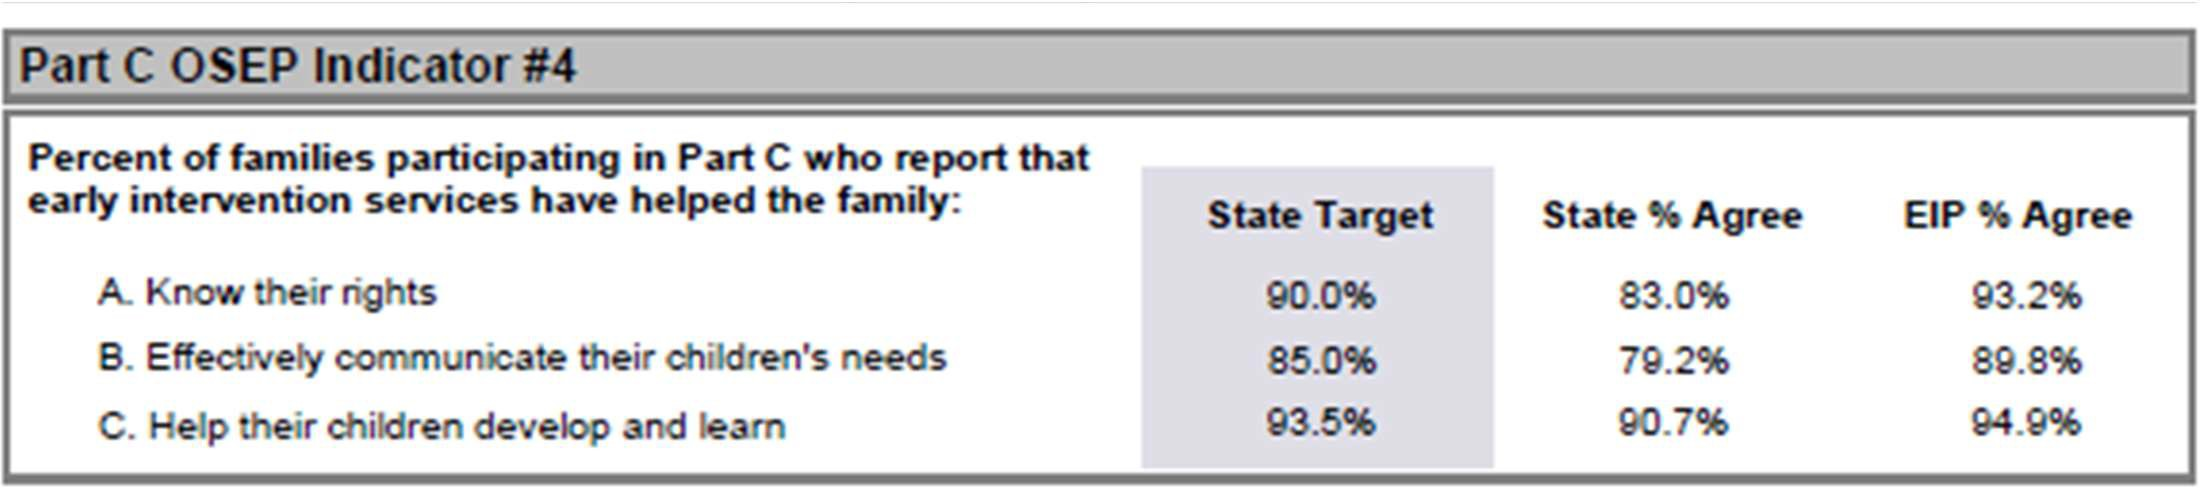 Part C OSEP Indicator #4
Percent of families participating in Part C who report that
early intervention services have helped the family:
State Target State % Agree EIP % Agree
A. Know their rights 90.0% 83.0% 93.2%
B. Effectively communicate their children's needs 85.0% 79.2% 89.8%
C. Help their children develop and learn 93.5% 90.7% 94.9%